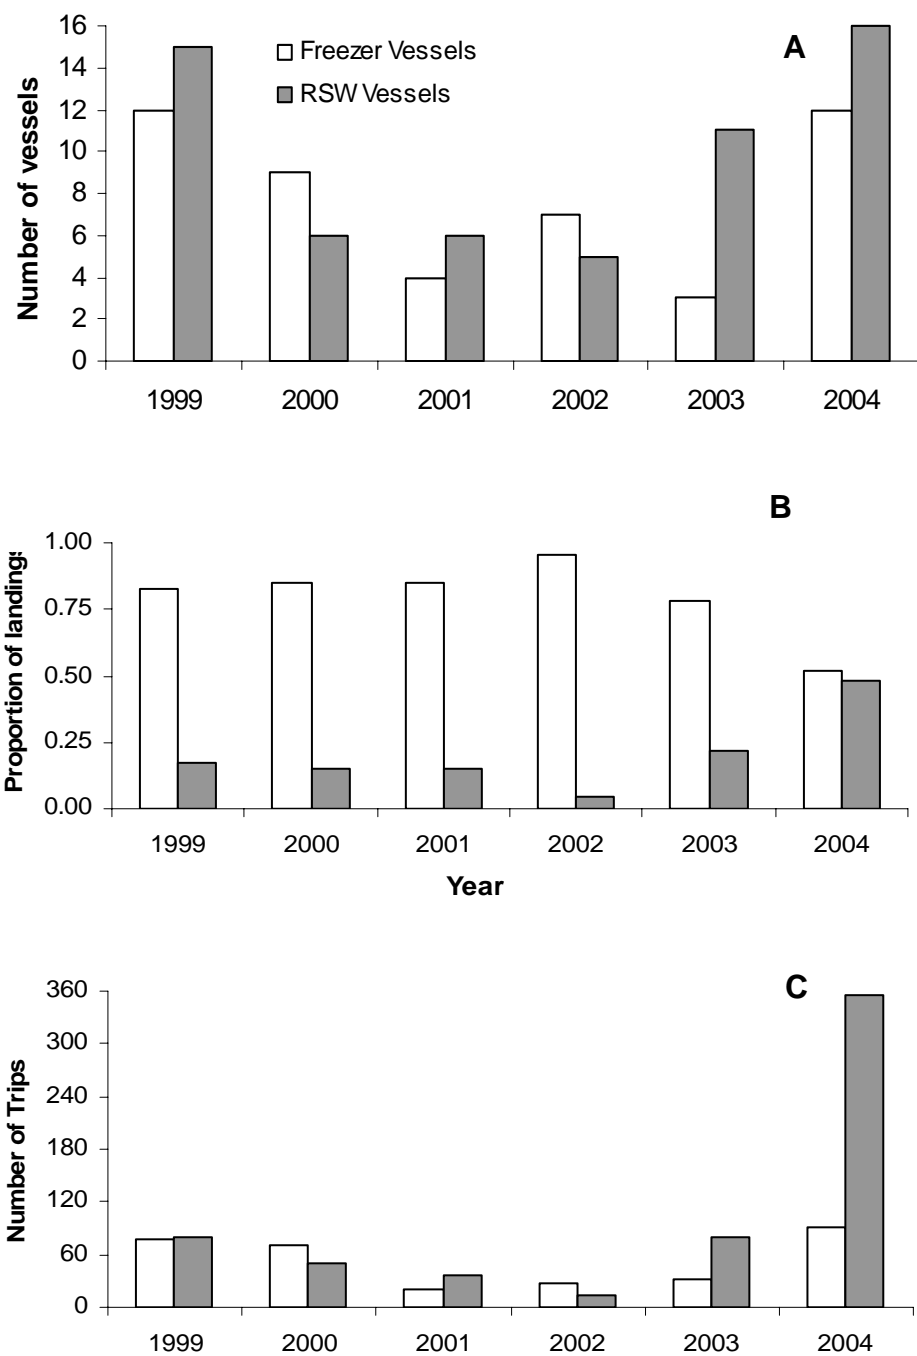 A
Freezer Vessels
RSW Vessels
Number of vessels
16
14
12
10
8
6
4
2
0
1999 2000 2001 2002 2003 2004
B
Proportion of landings
1.00
0.75
0.50
0.25
0.00
1999 2000 2001 2002 2003 2004
Year
C
Number of Trips
360
300
240
180
120
60
0
1999 2000 2001 2002 2003 2004